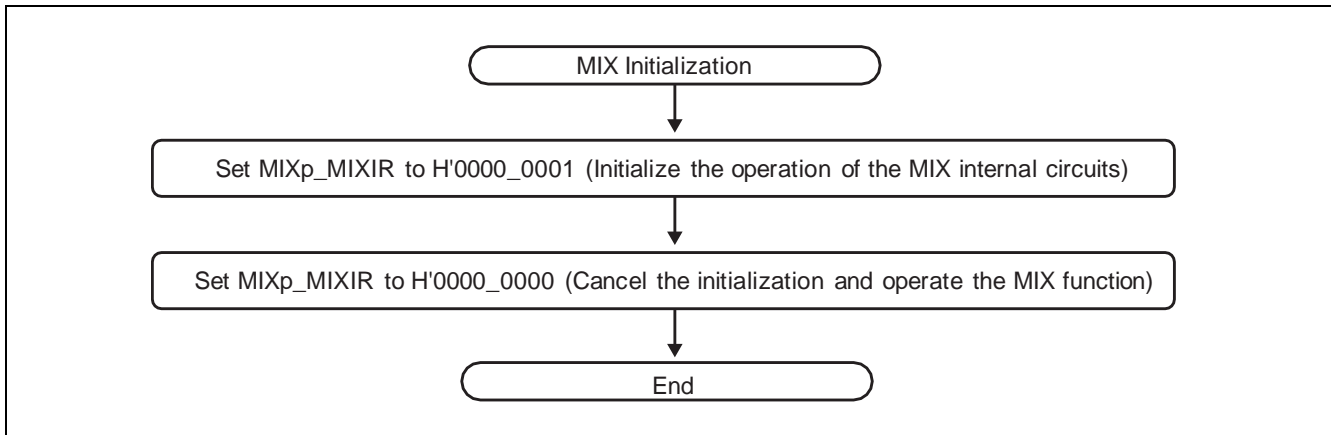 MIX Initialization
Set MIXp_MIXIR to H'0000_0001 (Initialize the operation of the MIX internal circuits)
Set MIXp_MIXIR to H'0000_0000 (Cancel the initialization and operate the MIX function)
End